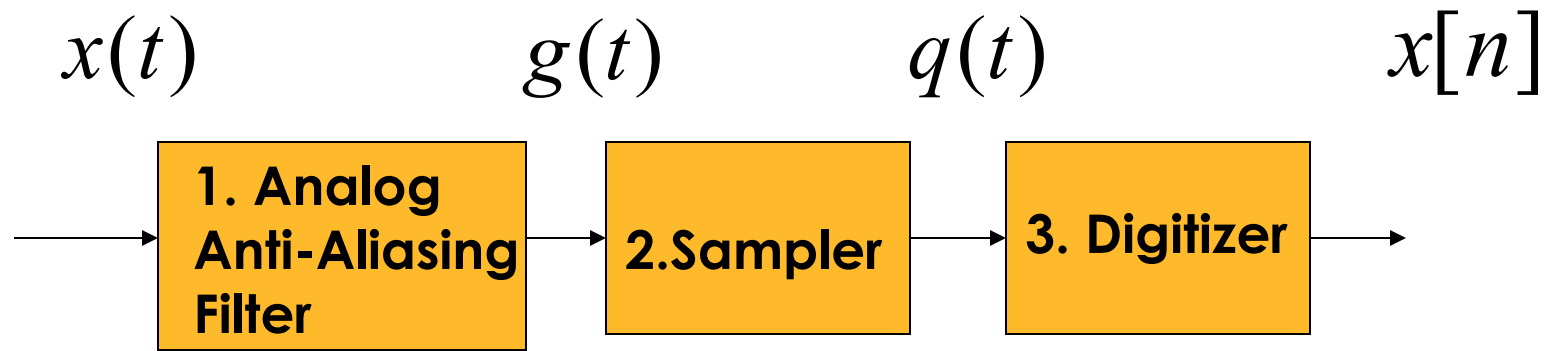 x(t) g(t) q(t) x[n]
1. Analog
Anti-Aliasing
Filter
2.Sampler
3. Digitizer